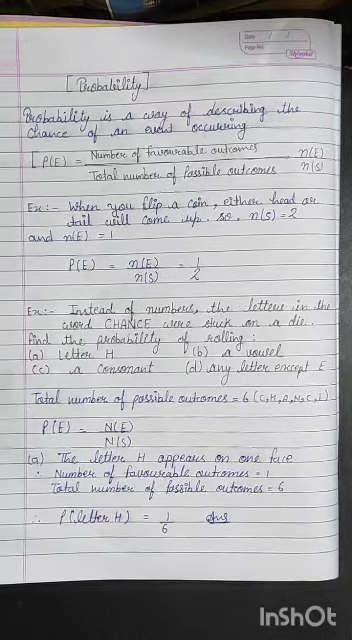 Date / /
Page No.
Shivalal
[Probability]
Probability is a way of describing the
chance of an event occurring
[P(E) = Number of favourable outcomes / Total number of Possible outcomes n(E)/n(S)
Ex:- When you flip a coin, either head or
tail will come up. so, n(S) = 2
and n(E) = 1
P(E) = n(E)/n(S) = 1/2
Ex:- Instead of numbers, the letters in the
word CHANCE were stuck on a die.
Find the probability of rolling:
(a) Letter H (b) a vowel
(c) a consonant (d) any letter except E
Total number of possible outcomes = 6 (C,H,A,N,C,E)
P(E) = N(E)/N(S)
(a) The letter H appears on one face
· Number of favourable outcomes = 1
Total number of possible outcomes = 6
∴ P(letter H) = 1/6 Ans
InShOt